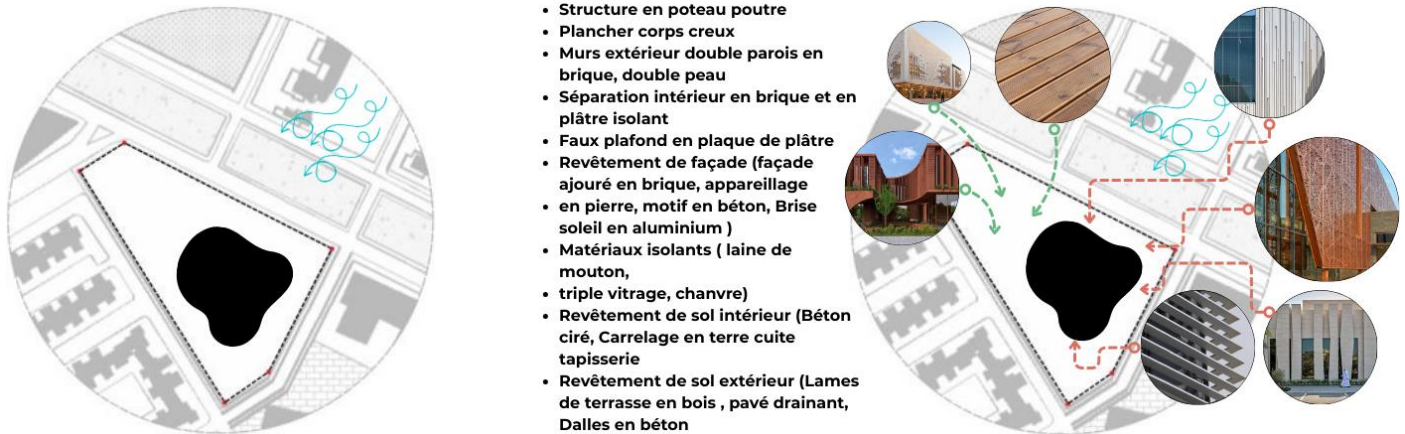 • Structure en poteau poutre
• Plancher corps creux
• Murs extérieur double parois en
brique, double peau
• Séparation intérieur en brique et en
plâtre isolant
• Faux plafond en plaque de plâtre
• Revêtement de façade (façade
ajouré en brique, appareillage
• en pierre, motif en béton, Brise
soleil en aluminium )
• Matériaux isolants ( laine de
mouton,
• triple vitrage, chanvre)
• Revêtement de sol intérieur (Béton
ciré, Carrelage en terre cuite
tapisserie
• Revêtement de sol extérieur (Lames
de terrasse en bois , pavé drainant,
Dalles en béton